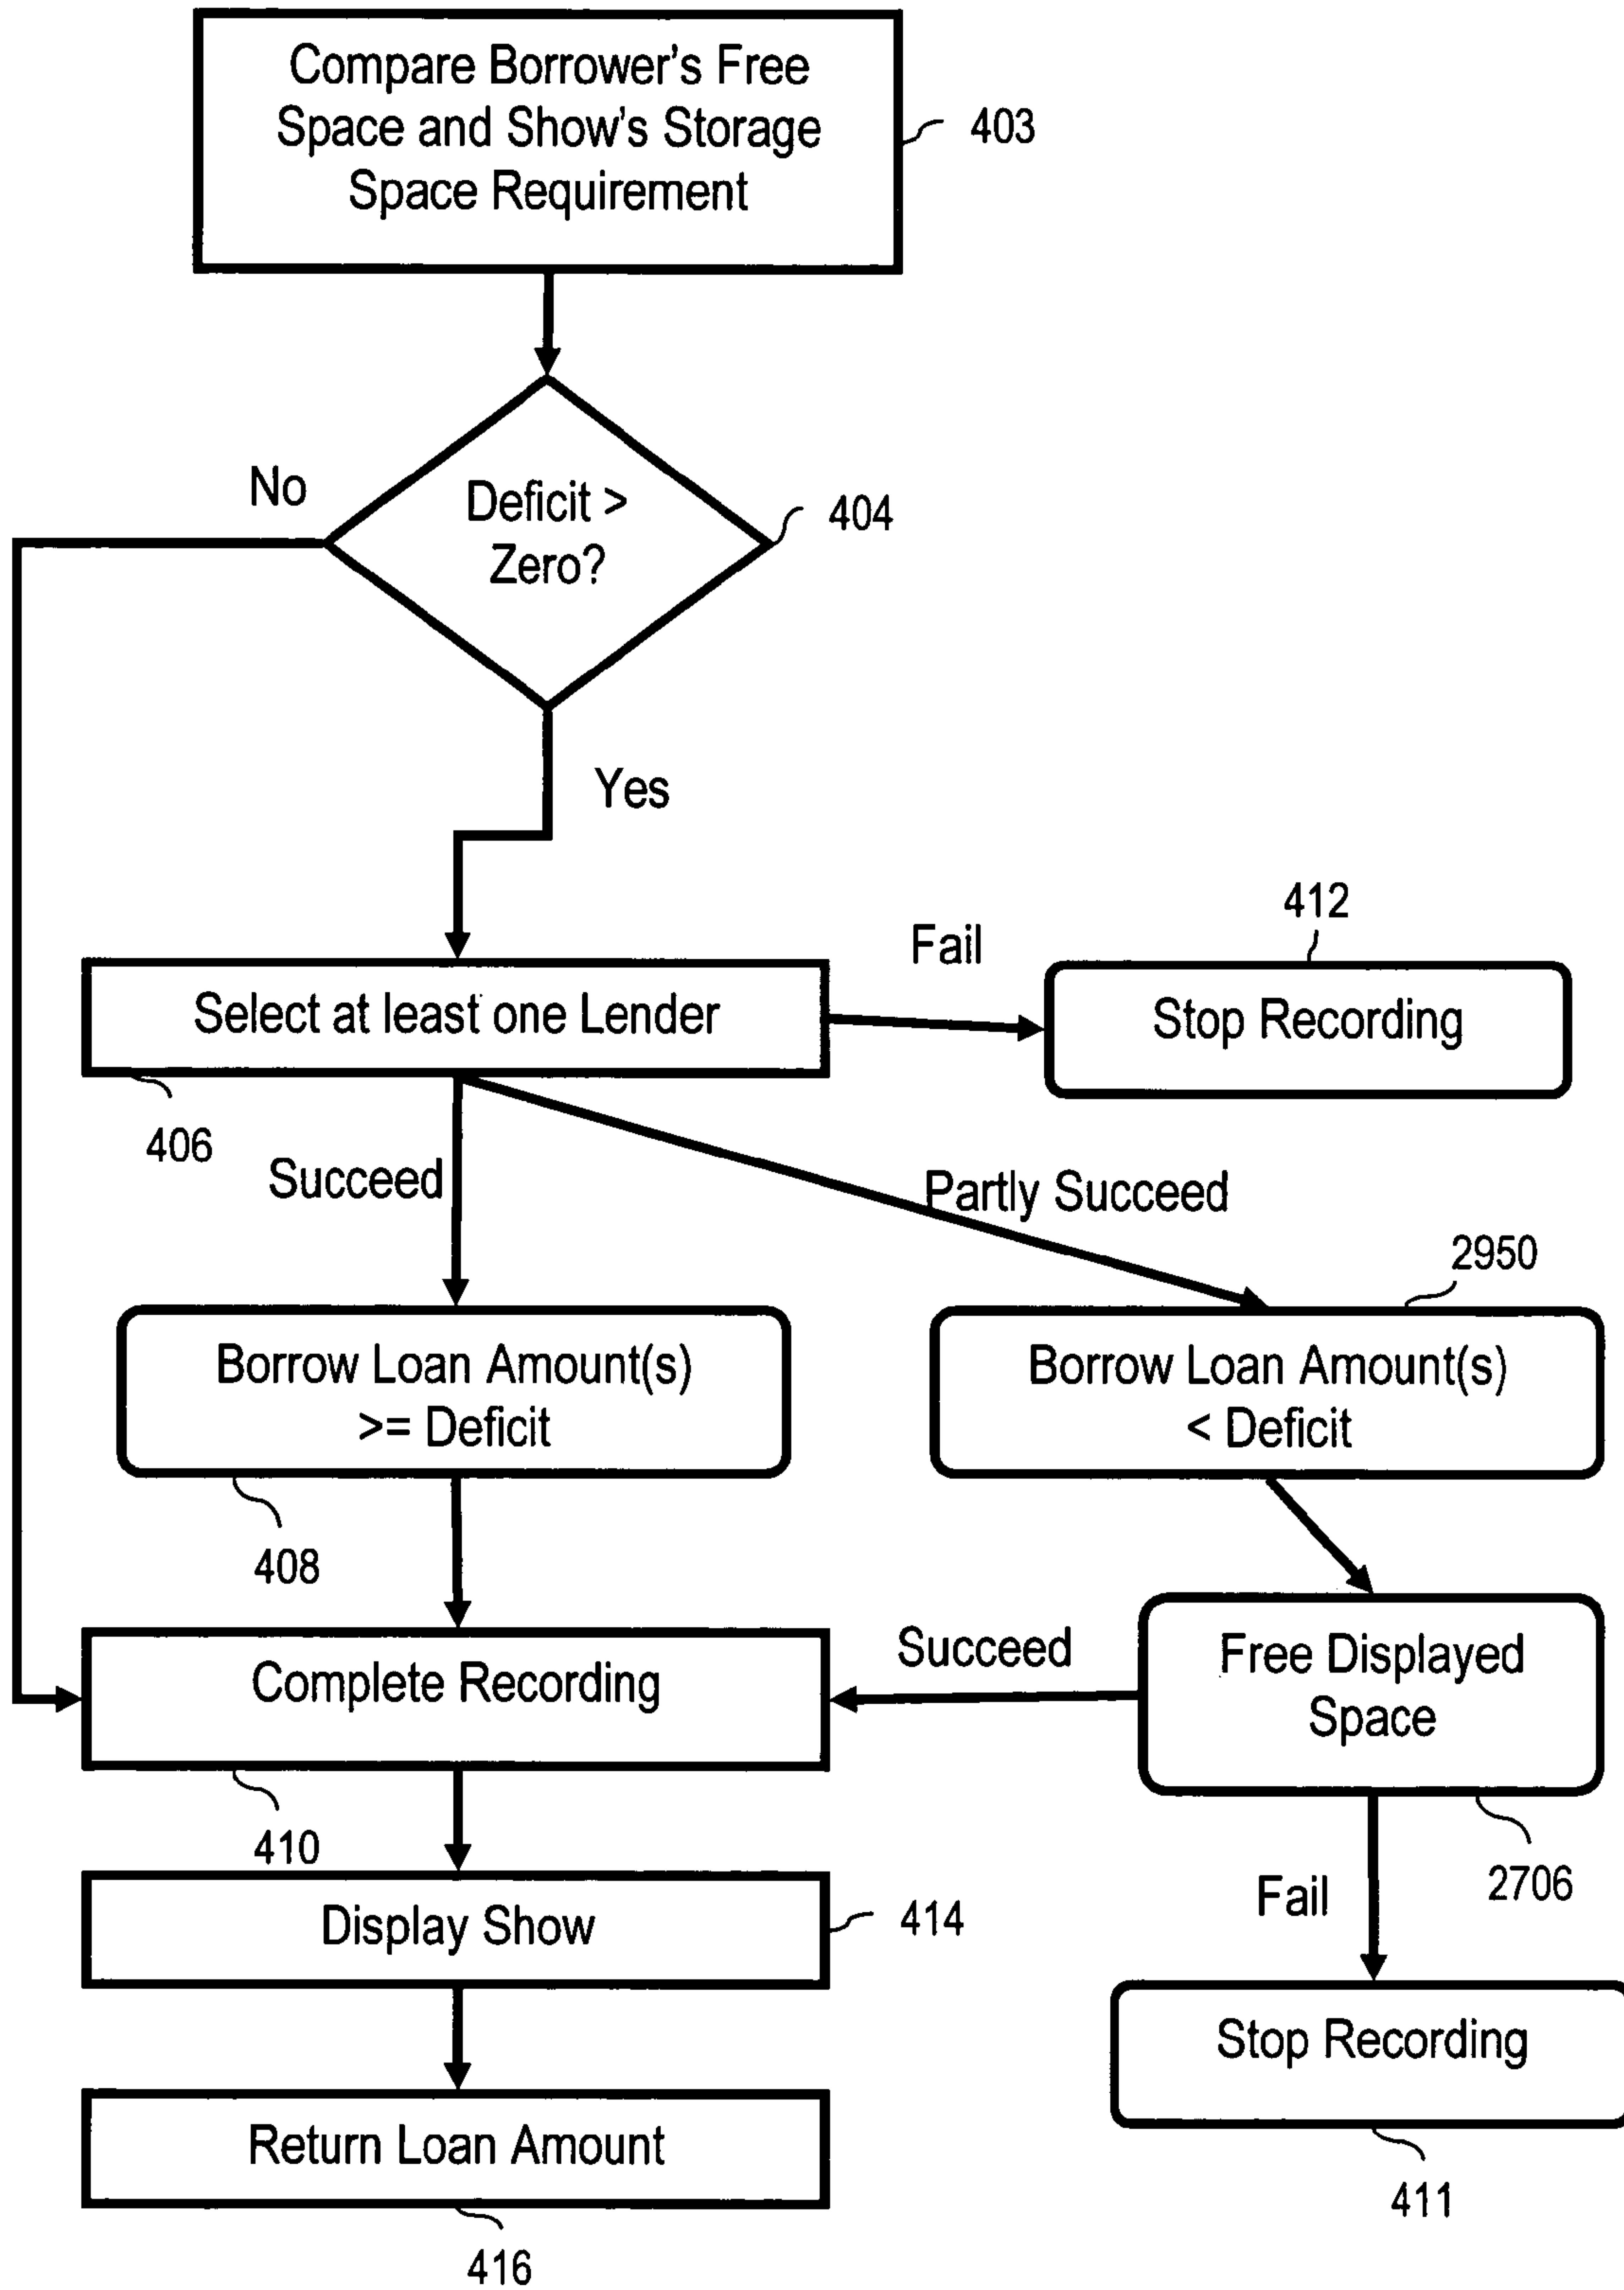 Compare Borrower's Free
Space and Show's Storage
Space Requirement
403
No
Deficit >
Zero?
404
Yes
412
Fail
Select at least one Lender
Stop Recording
406
Succeed
Partly Succeed
2950
Borrow Loan Amount(s)
>= Deficit
Borrow Loan Amount(s)
< Deficit
408
Succeed
Free Displayed
Space
Complete Recording
410
2706
Fail
Display Show
414
Stop Recording
Return Loan Amount
411
416